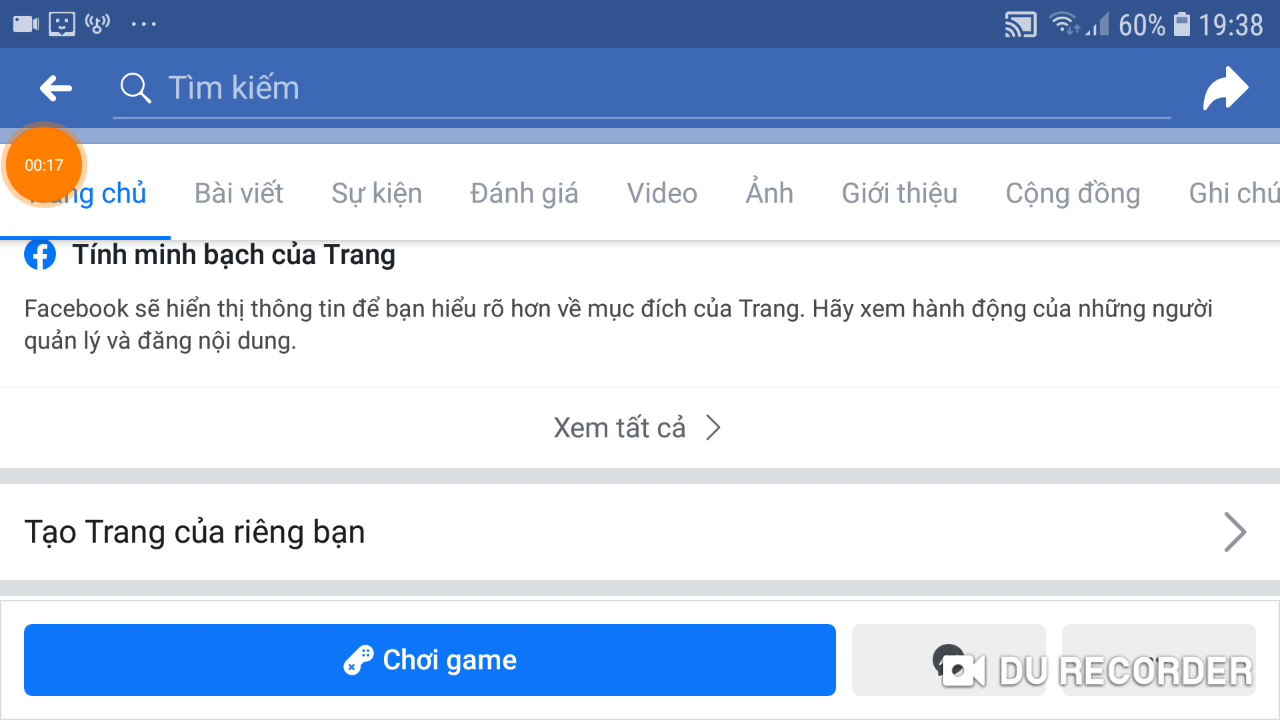 60% 19:38
Tìm kiếm
00:17
ng chủ Bài viết Sự kiện Đánh giá Video Ảnh Giới thiệu Cộng đồng Ghi chú
Tính minh bạch của Trang
Facebook sẽ hiển thị thông tin để bạn hiểu rõ hơn về mục đích của Trang. Hãy xem hành động của những người
quản lý và đăng nội dung.
Xem tất cả
Tạo Trang của riêng bạn
Chơi game
DU RECORDER